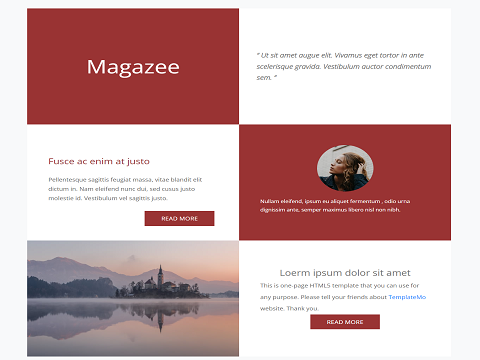 Magazee
“ Ut sit amet augue elit. Vivamus eget tortor in ante
scelerisque gravida. Vestibulum auctor condimentum
sem. ”
Fusce ac enim at justo
Pellentesque sagittis feugiat massa, vitae blandit elit
dictum in. Nam eleifend nunc dui, sed cusus justo
molestie id. Vestibulum vel sagittis justo.
READ MORE
Nullam eleifend, ipsum eu aliquet fermentum , odio urna
dignissim ante, semper maximus libero nisl non nibh.
Loerm ipsum dolor sit amet
This is one-page HTML5 template that you can use for
any purpose. Please tell your friends about TemplateMo
website. Thank you.
READ MORE